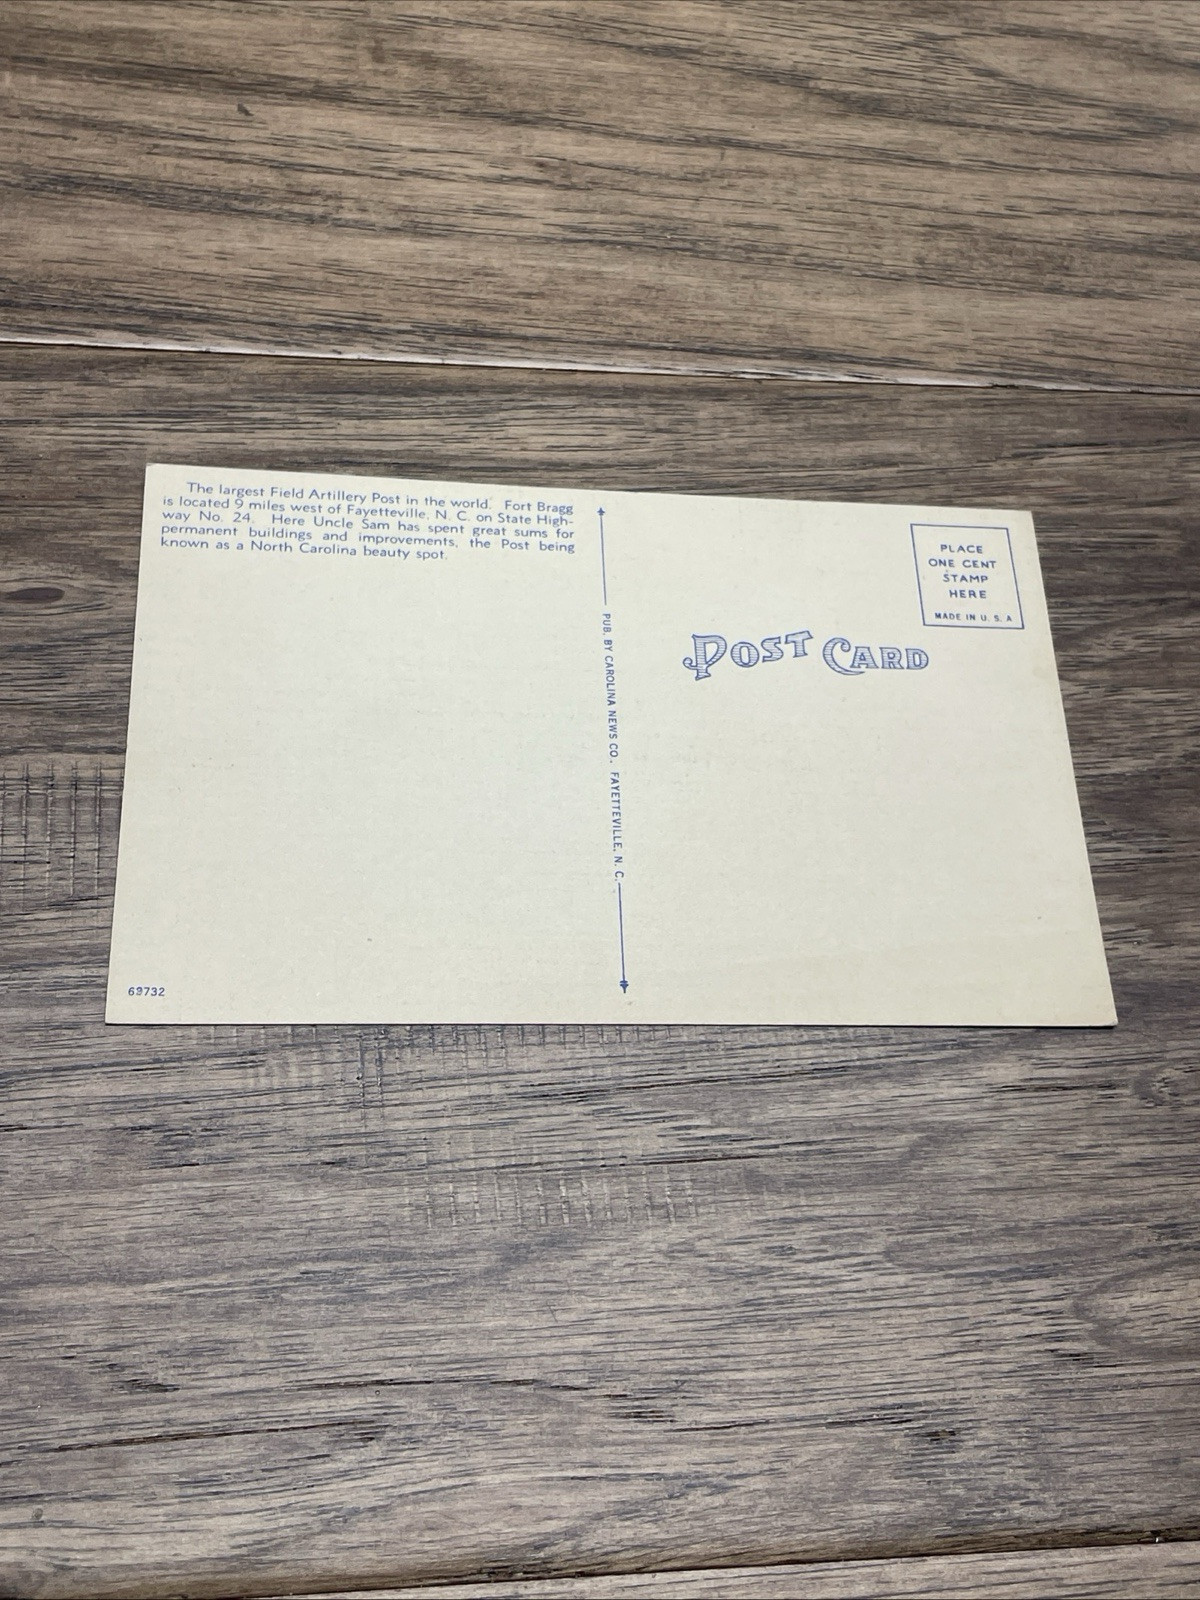 The largest Field Artillery Post in the world. Fort Bragg
is located 9 miles west of Fayetteville, N. C. on State High-
way No. 24. Here Uncle Sam has spent great sums for
permanent buildings and improvements, the Post being
known as a North Carolina beauty spot.
PUB. BY CAROLINA NEWS CO. FAYETTEVILLE, N. C.
PLACE
ONE CENT
STAMP
HERE
MADE IN U. S. A
POST CARD